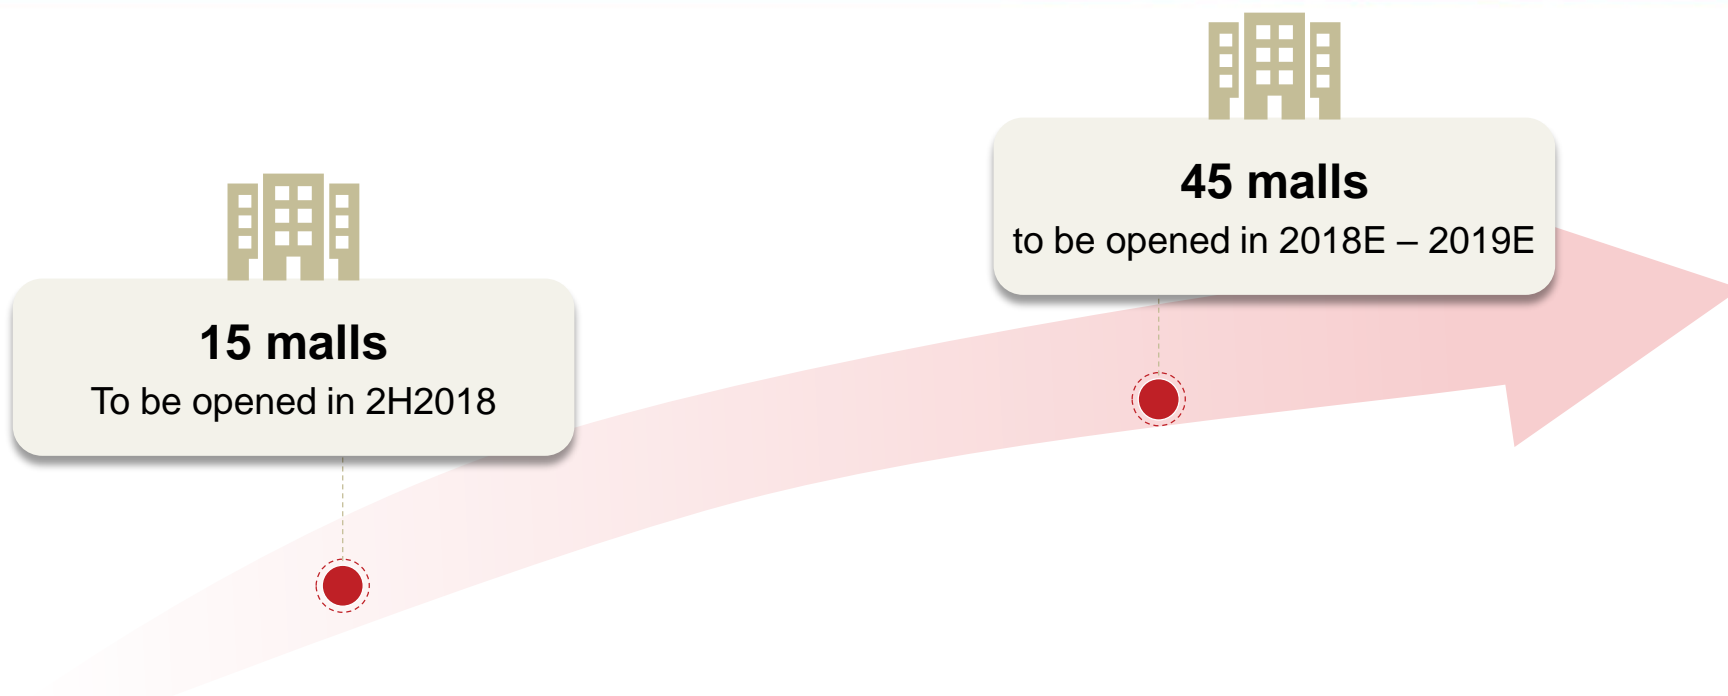 15 malls
To be opened in 2H2018
45 malls
to be opened in 2018E – 2019E